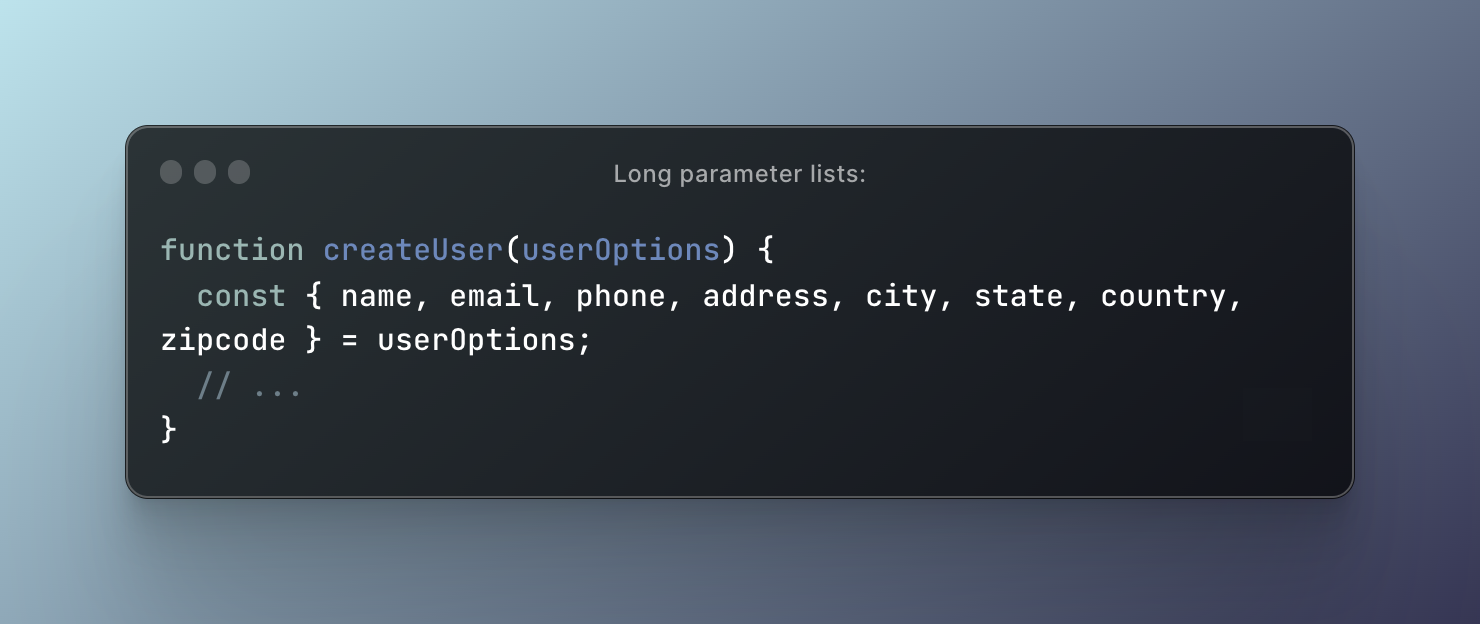 Long parameter lists:
function createUser(userOptions) {
  const { name, email, phone, address, city, state, country,
zipcode } = userOptions;
  // ...
}